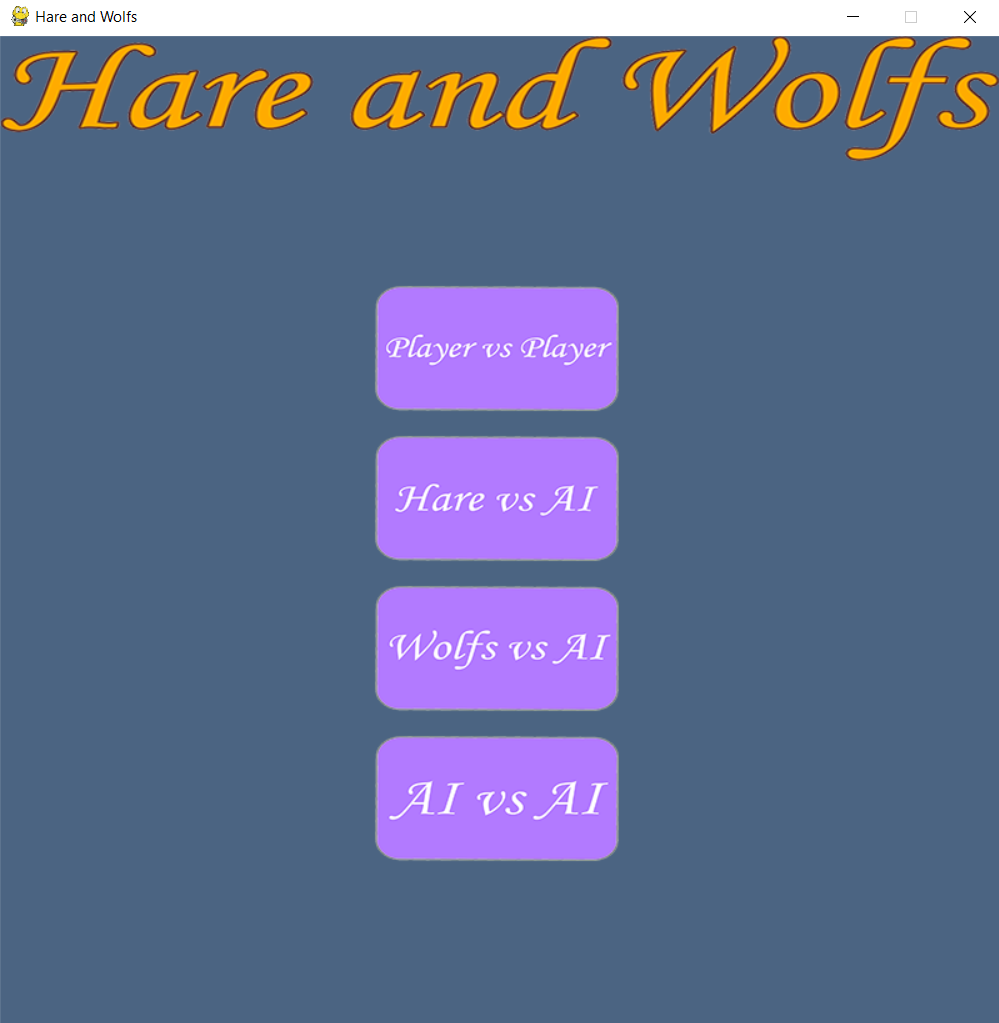 Hare and Wolfs
Hare and Wolfs
Player vs Player
Hare vs AI
Wolfs vs AI
AI vs AI